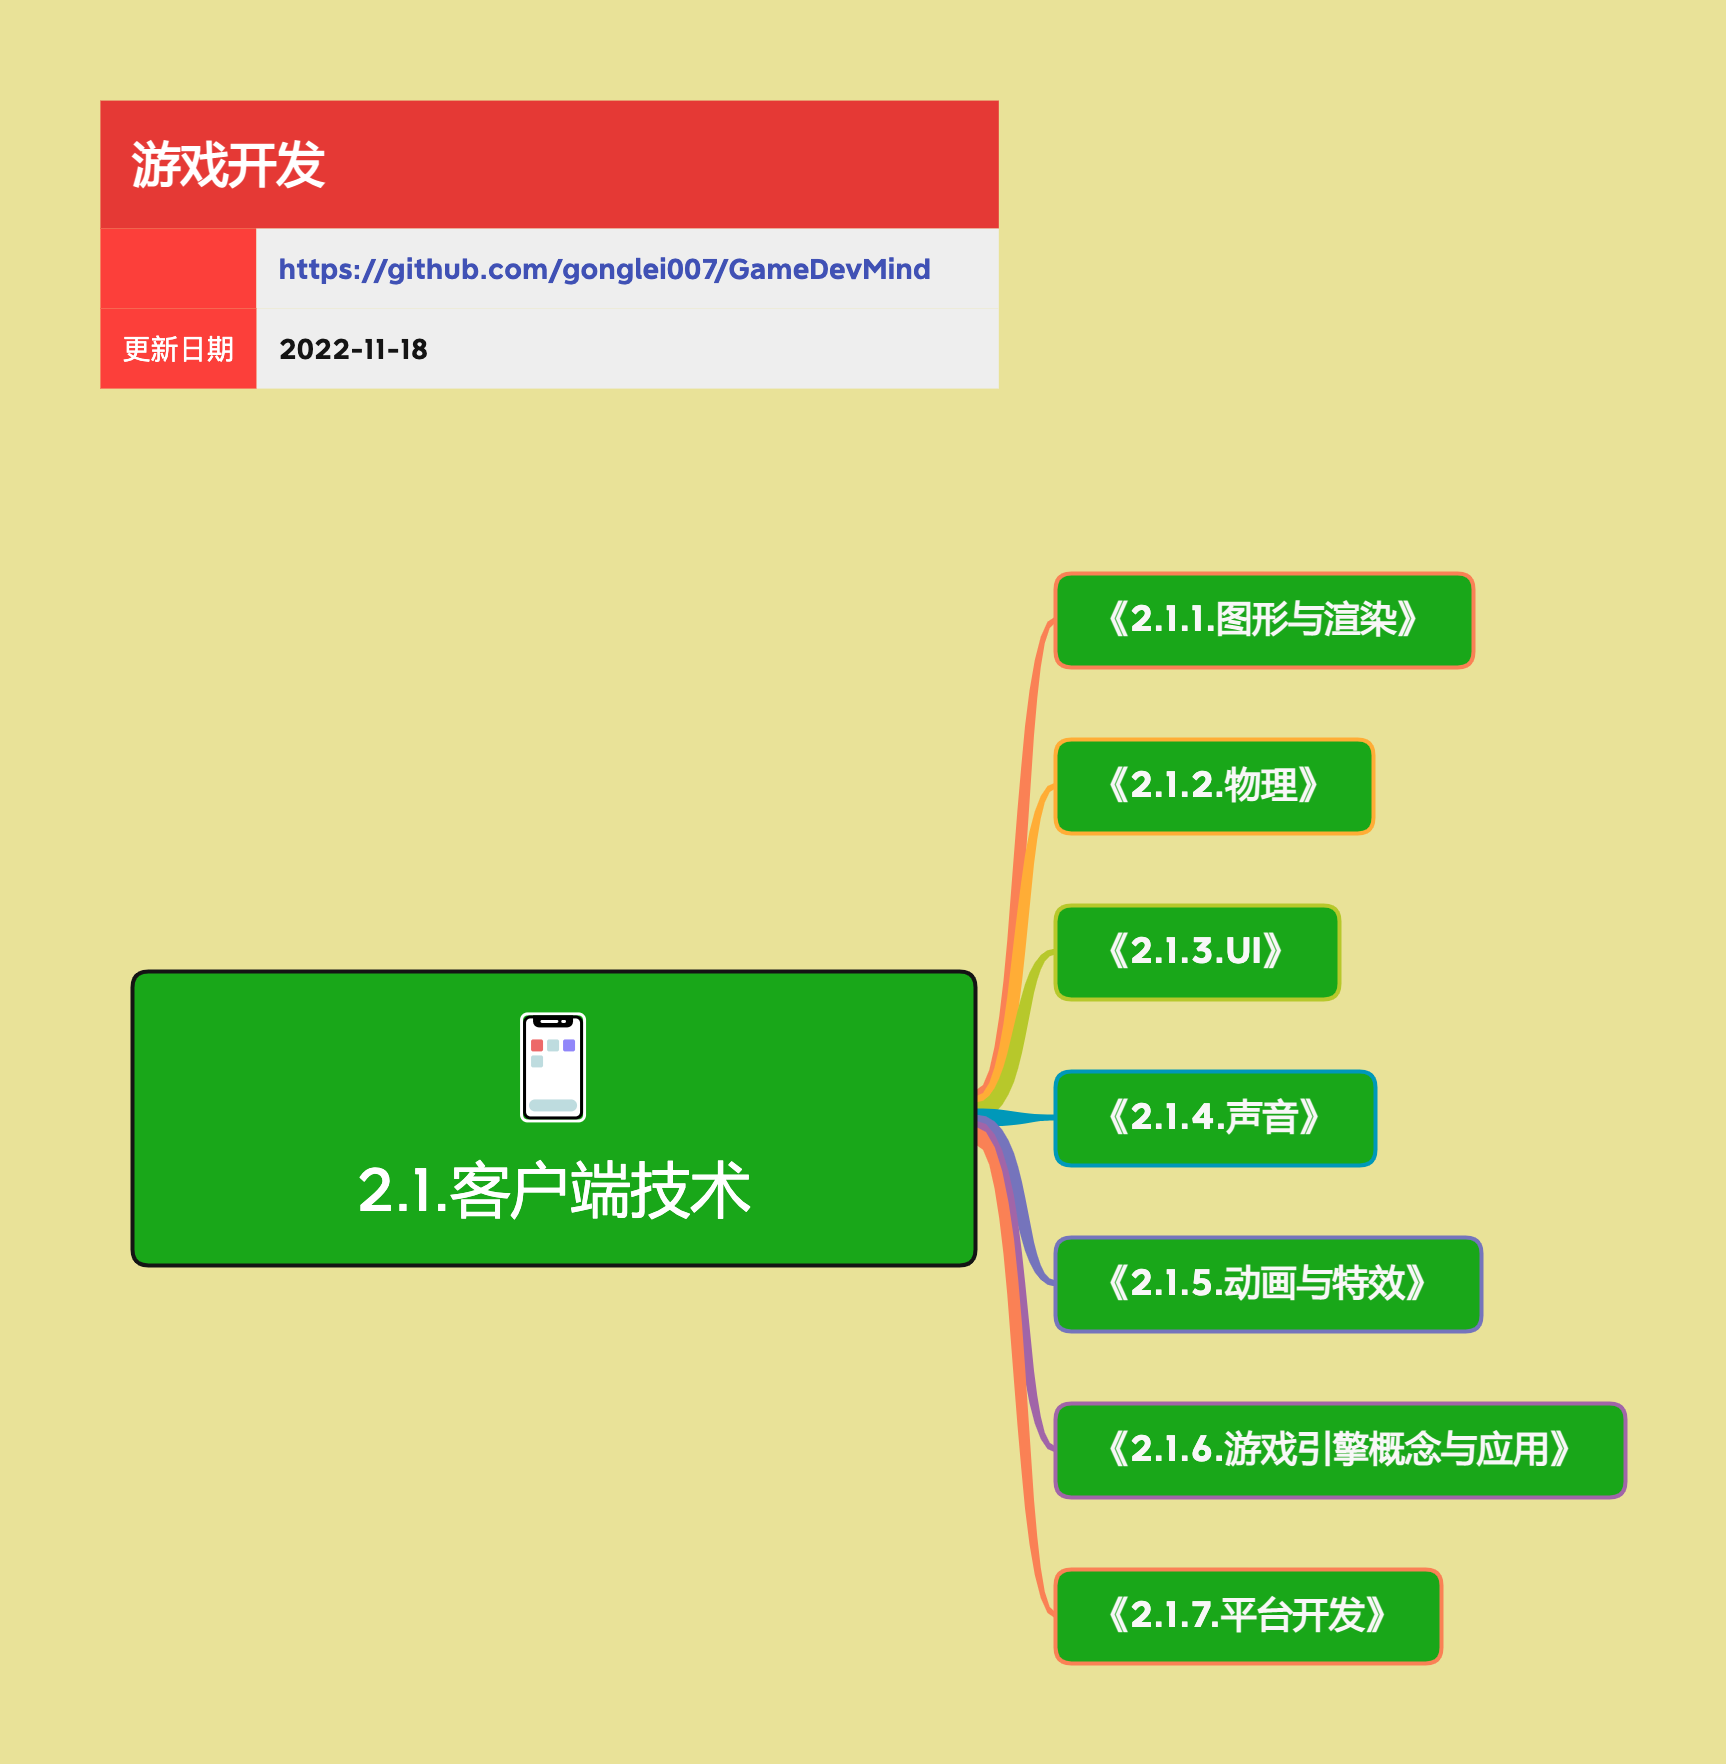 游戏开发
https://github.com/gonglei007/GameDevMind
更新日期 2022-11-18
《2.1.1.图形与渲染》
《2.1.2.物理》
《2.1.3.UI》
《2.1.4.声音》
2.1.客户端技术
《2.1.5.动画与特效》
《2.1.6.游戏引擎概念与应用》
《2.1.7.平台开发》